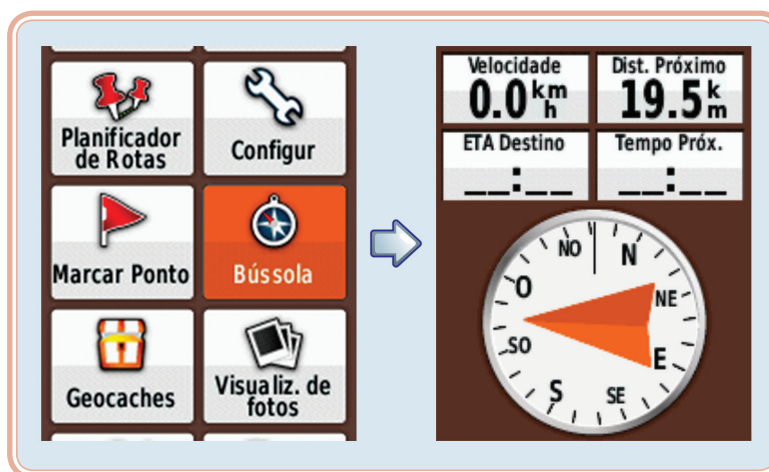 Planificador
de Rotas
Configur
Marcar Ponto
Bússola
Geocaches
Visualiz. de
fotos
Velocidade
0.0 km h
Dist. Próximo
19.5 km
ETA Destino
__:__
Tempo Próx.
__:__
NO
N
O
NE
SO
E
S
SE